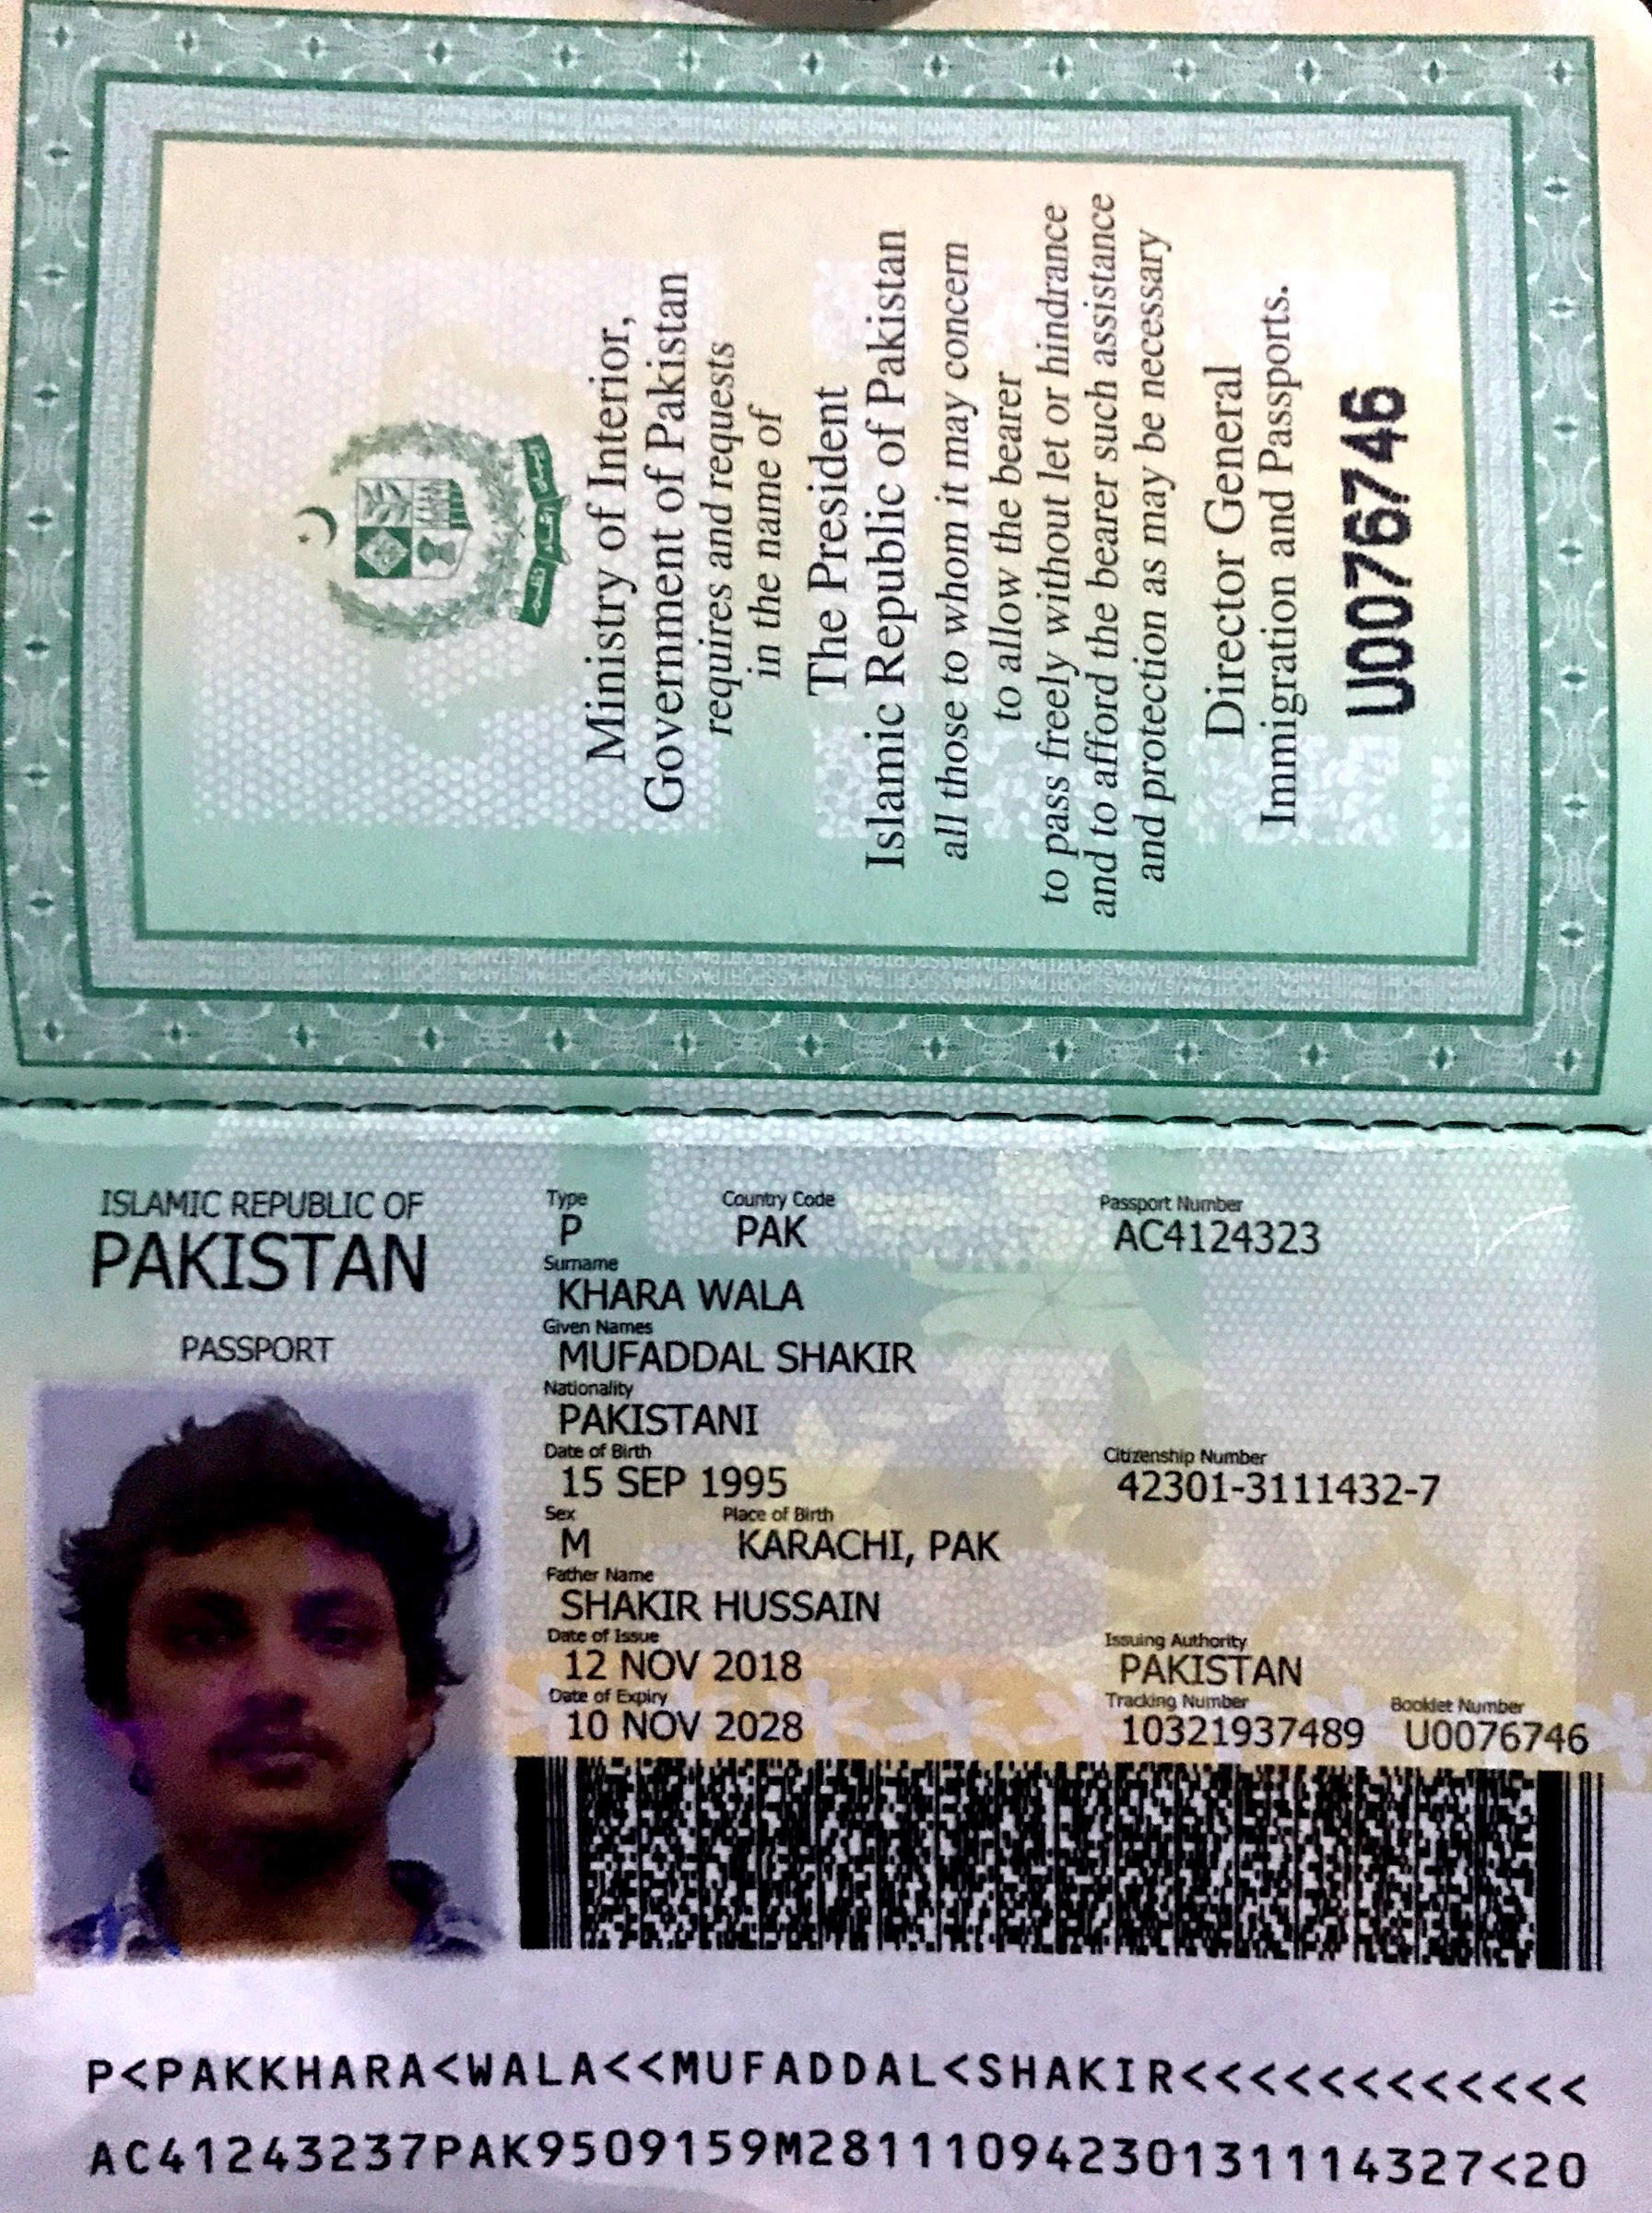 Ministry of Interior,
Government of Pakistan
requires and requests
in the name of
The President
Islamic Republic of Pakistan
all those to whom it may concern
to allow the bearer
to pass freely without let or hindrance
and to afford the bearer such assistance
and protection as may be necessary
Director General
Immigration and Passports.
U0076746
ISLAMIC REPUBLIC OF
PAKISTAN
PASSPORT
Type Country Code Passport Number
P PAK AC4124323
Surname
KHARA WALA
Given Names
MUFADDAL SHAKIR
Nationality
PAKISTANI
Date of Birth Citizenship Number
15 SEP 1995 42301-3111432-7
Sex Place of Birth
M KARACHI, PAK
Father Name
SHAKIR HUSSAIN
Date of Issue Issuing Authority
12 NOV 2018 PAKISTAN
Date of Expiry Tracking Number Booklet Number
10 NOV 2028 10321937489 U0076746
P<PAKKHARA<WALA<<MUFADDAL<SHAKIR<<<<<<<<<<<<
AC41243237PAK9509159M28111094230131114327<20